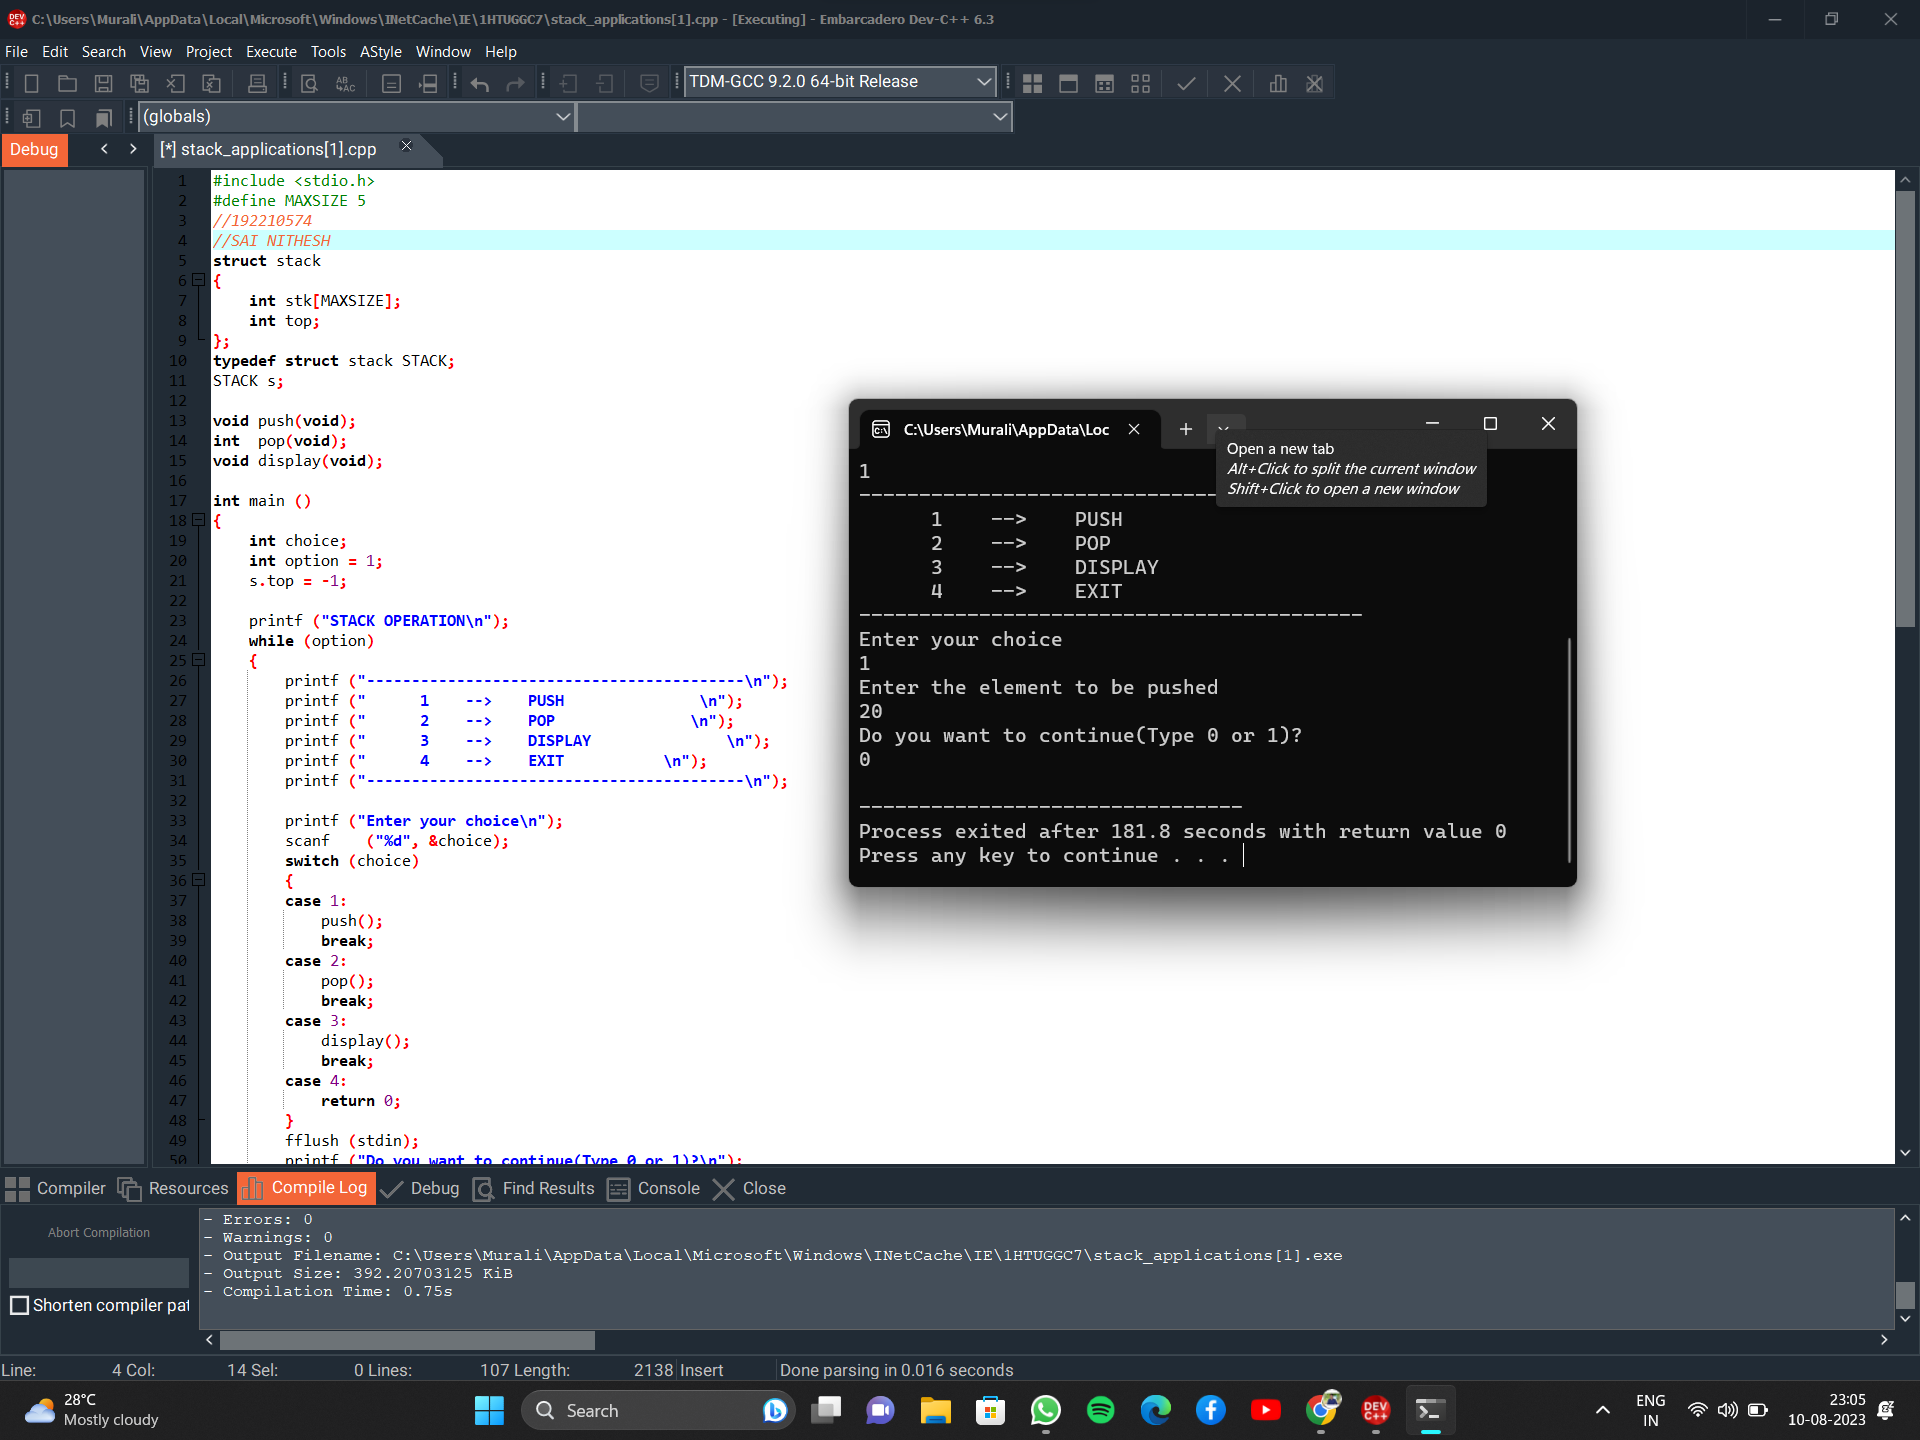 C:\Users\Murali\AppData\Local\Microsoft\Windows\INetCache\IE\1HTUGGC7\stack_applications[1].cpp - [Executing] - Embarcadero Dev-C++ 6.3
File Edit Search View Project Execute Tools AStyle Window Help
TDM-GCC 9.2.0 64-bit Release
(globals)
Debug
[*] stack_applications[1].cpp
1 #include <stdio.h>
2 #define MAXSIZE 5
3 //192210574
4 //SAI NITHESH
5 struct stack
6 {
7 int stk[MAXSIZE];
8 int top;
9 };
10 typedef struct stack STACK;
11 STACK s;
12
13 void push(void);
14 int  pop(void);
15 void display(void);
16
17 int main ()
18 {
19 int choice;
20 int option = 1;
21 s.top = -1;
22
23 printf ("STACK OPERATION\n");
24 while (option)
25 {
26 printf ("------------------------------------------\n");
27 printf ("      1    -->    PUSH               \n");
28 printf ("      2    -->    POP               \n");
29 printf ("      3    -->    DISPLAY               \n");
30 printf ("      4    -->    EXIT           \n");
31 printf ("------------------------------------------\n");
32
33 printf ("Enter your choice\n");
34 scanf    ("%d", &choice);
35 switch (choice)
36 {
37 case 1:
38 push();
39 break;
40 case 2:
41 pop();
42 break;
43 case 3:
44 display();
45 break;
46 case 4:
47 return 0;
48 }
49 fflush (stdin);
50 printf ("Do you want to continue(Type 0 or 1)?\n");
C:\Users\Murali\AppData\Loc
Open a new tab
Alt+Click to split the current window
Shift+Click to open a new window
1
------------------------------
1    -->    PUSH
2    -->    POP
3    -->    DISPLAY
4    -->    EXIT
------------------------------------------
Enter your choice
1
Enter the element to be pushed
20
Do you want to continue(Type 0 or 1)?
0
--------------------------------
Process exited after 181.8 seconds with return value 0
Press any key to continue . . .
Compiler Resources Compile Log Debug Find Results Console Close
Abort Compilation
Shorten compiler pat
- Errors: 0
- Warnings: 0
- Output Filename: C:\Users\Murali\AppData\Local\Microsoft\Windows\INetCache\IE\1HTUGGC7\stack_applications[1].exe
- Output Size: 392.20703125 KiB
- Compilation Time: 0.75s
Line: 4 Col: 14 Sel: 0 Lines: 107 Length: 2138 Insert Done parsing in 0.016 seconds
28°C
Mostly cloudy
Search
DEV C++
ENG
IN
23:05
10-08-2023